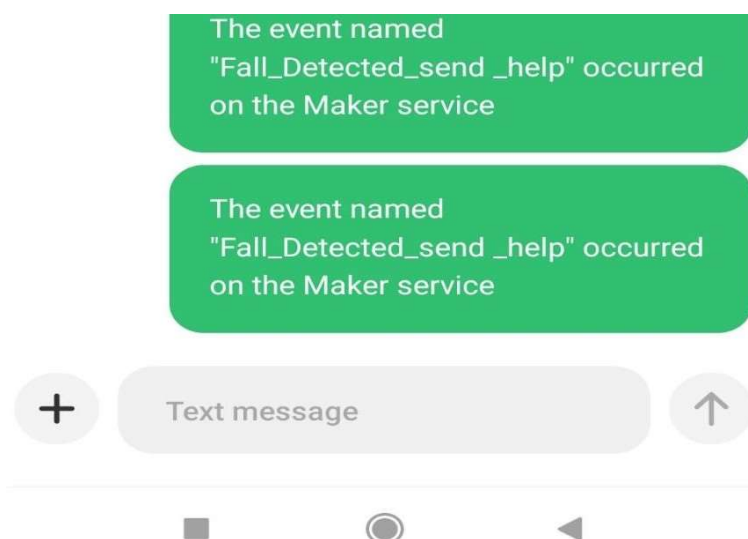 The event named
"Fall_Detected_send _help" occurred
on the Maker service
The event named
"Fall_Detected_send _help" occurred
on the Maker service
Text message